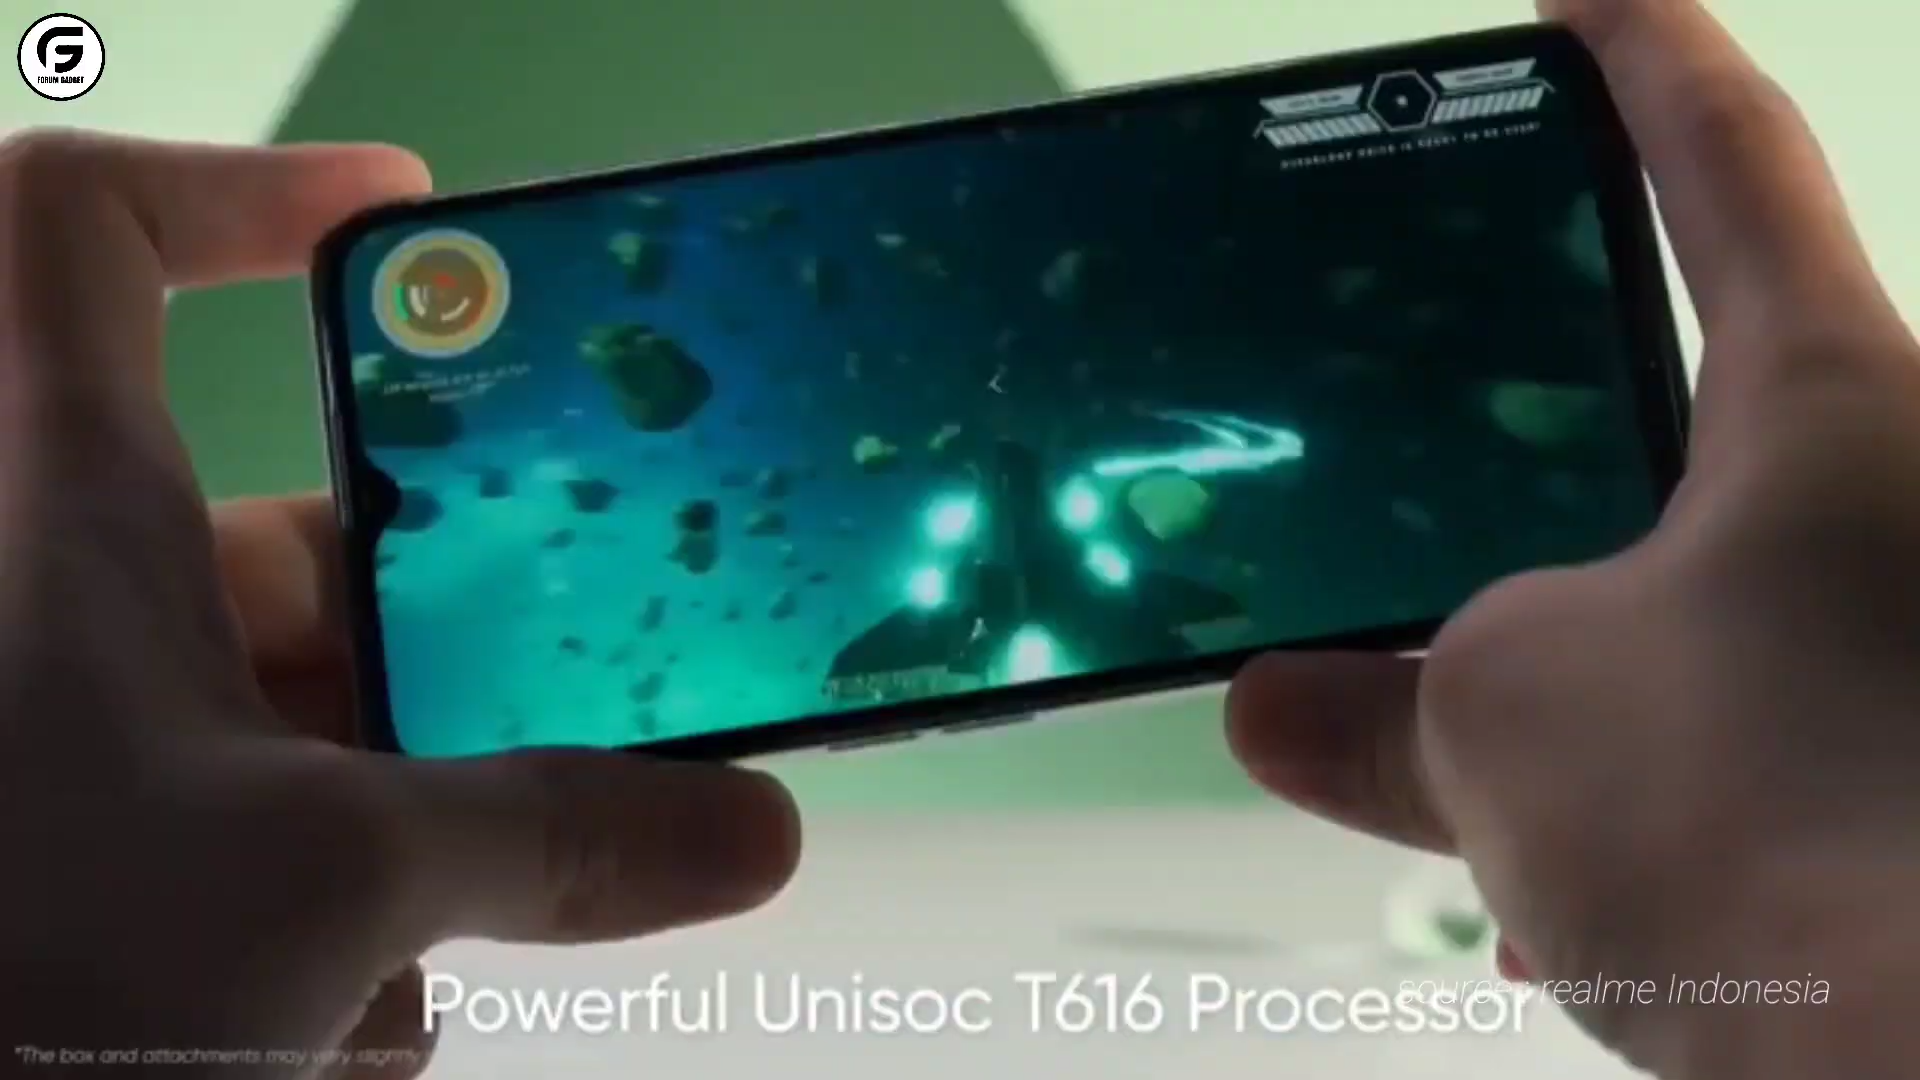 FORUM GADGET
Powerful Unisoc T616 Processor
source : realme Indonesia
*The box and attachments may vary slightly